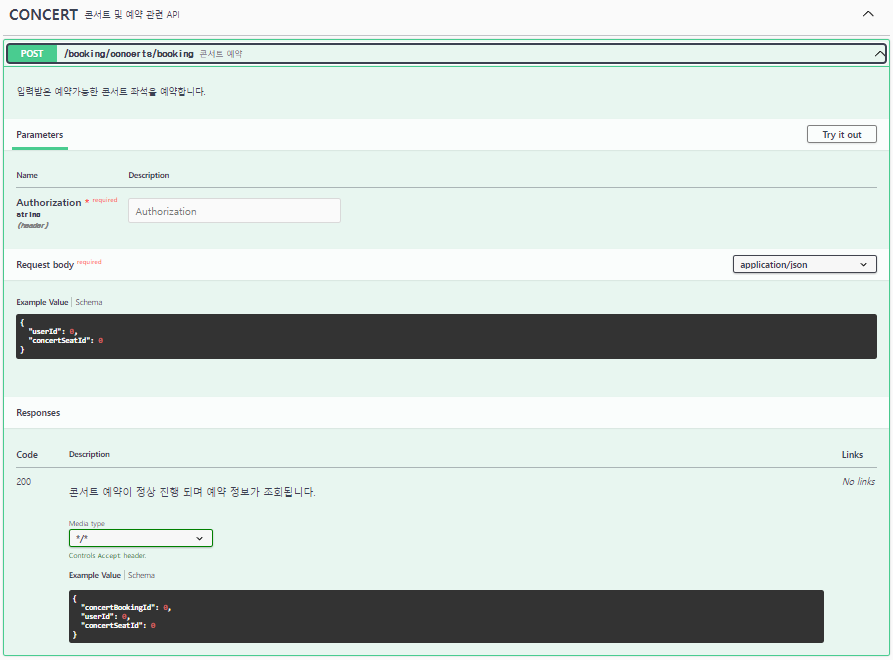 CONCERT 콘서트 및 예약 관련 API
POST /booking/concerts/booking 콘서트 예약
입력받은 예약가능한 콘서트 좌석을 예약합니다.
Parameters
Try it out
Name Description
Authorization * required
string
(header)
Authorization
Request body required
application/json
Example Value | Schema
{
"userId": 0,
"concertSeatId": 0
}
Responses
Code Description Links
200 콘서트 예약이 정상 진행 되며 예약 정보가 조회됩니다. No links
Media type
*/*
Controls Accept header.
Example Value | Schema
{
"concertBookingId": 0,
"userId": 0,
"concertSeatId": 0
}